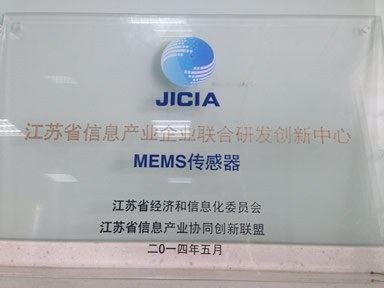 JICIA
江苏省信息产业企业联合研发创新中心
MEMS传感器
江苏省经济和信息化委员会
江苏省信息产业协同创新联盟
二〇一四年五月